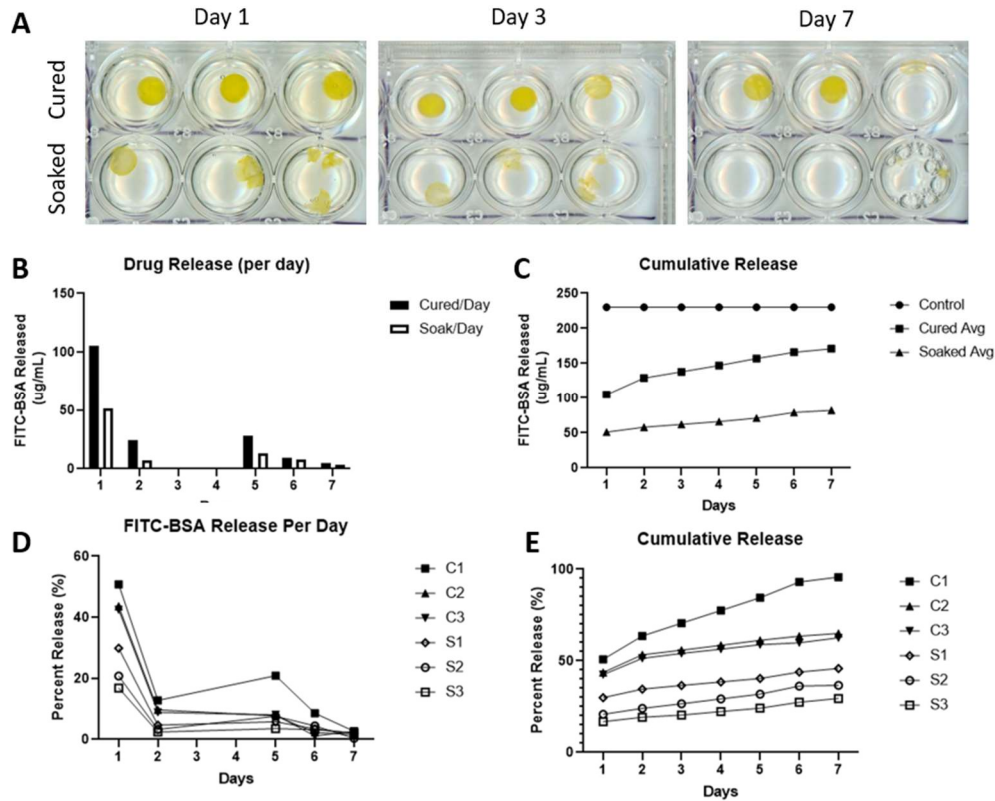 A
Day 1
Day 3
Day 7
Cured
Soaked
B
Drug Release (per day)
FITC-BSA Released
(ug/mL)
150
100
50
0
1 2 3 4 5 6 7
Cured/Day
Soak/Day
C
Cumulative Release
FITC-BSA Released
(ug/mL)
250
200
150
100
50
0
1 2 3 4 5 6 7
Days
Control
Cured Avg
Soaked Avg
D
FITC-BSA Release Per Day
Percent Release (%)
60
40
20
0
1 2 3 4 5 6 7
Days
C1
C2
C3
S1
S2
S3
E
Cumulative Release
Percent Release (%)
100
50
0
1 2 3 4 5 6 7
Days
C1
C2
C3
S1
S2
S3